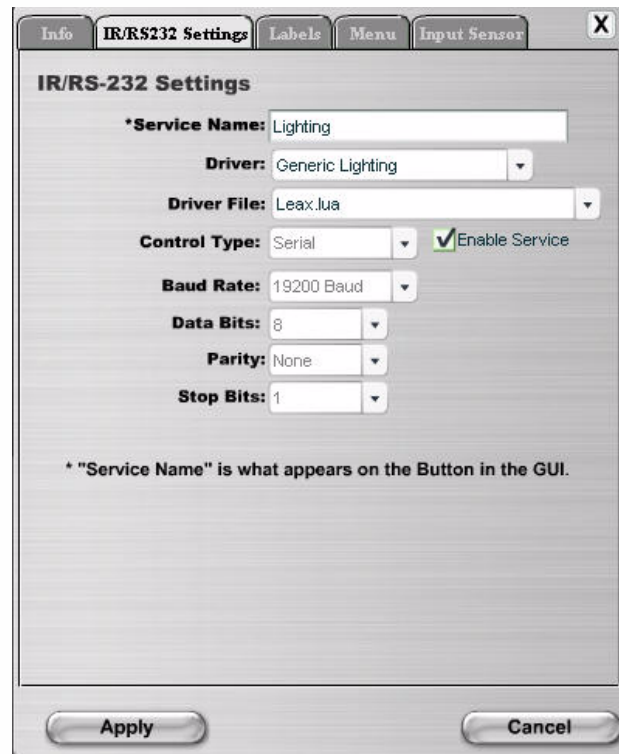 Info IR/RS232 Settings Labels Menu Input Sensor X
IR/RS-232 Settings
*Service Name: Lighting
Driver: Generic Lighting
Driver File: Leax.lua
Control Type: Serial Enable Service
Baud Rate: 19200 Baud
Data Bits: 8
Parity: None
Stop Bits: 1
* "Service Name" is what appears on the Button in the GUI.
Apply Cancel